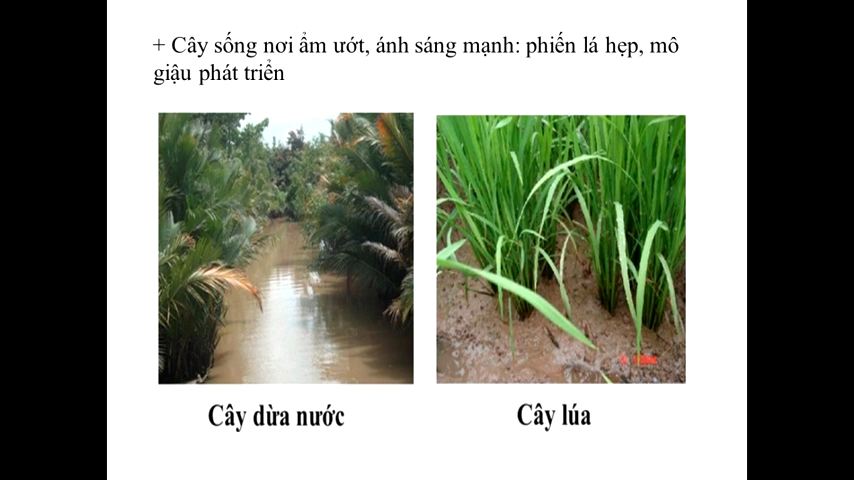 + Cây sống nơi ẩm ướt, ánh sáng mạnh: phiến lá hẹp, mô
giậu phát triển
Cây dừa nước
Cây lúa